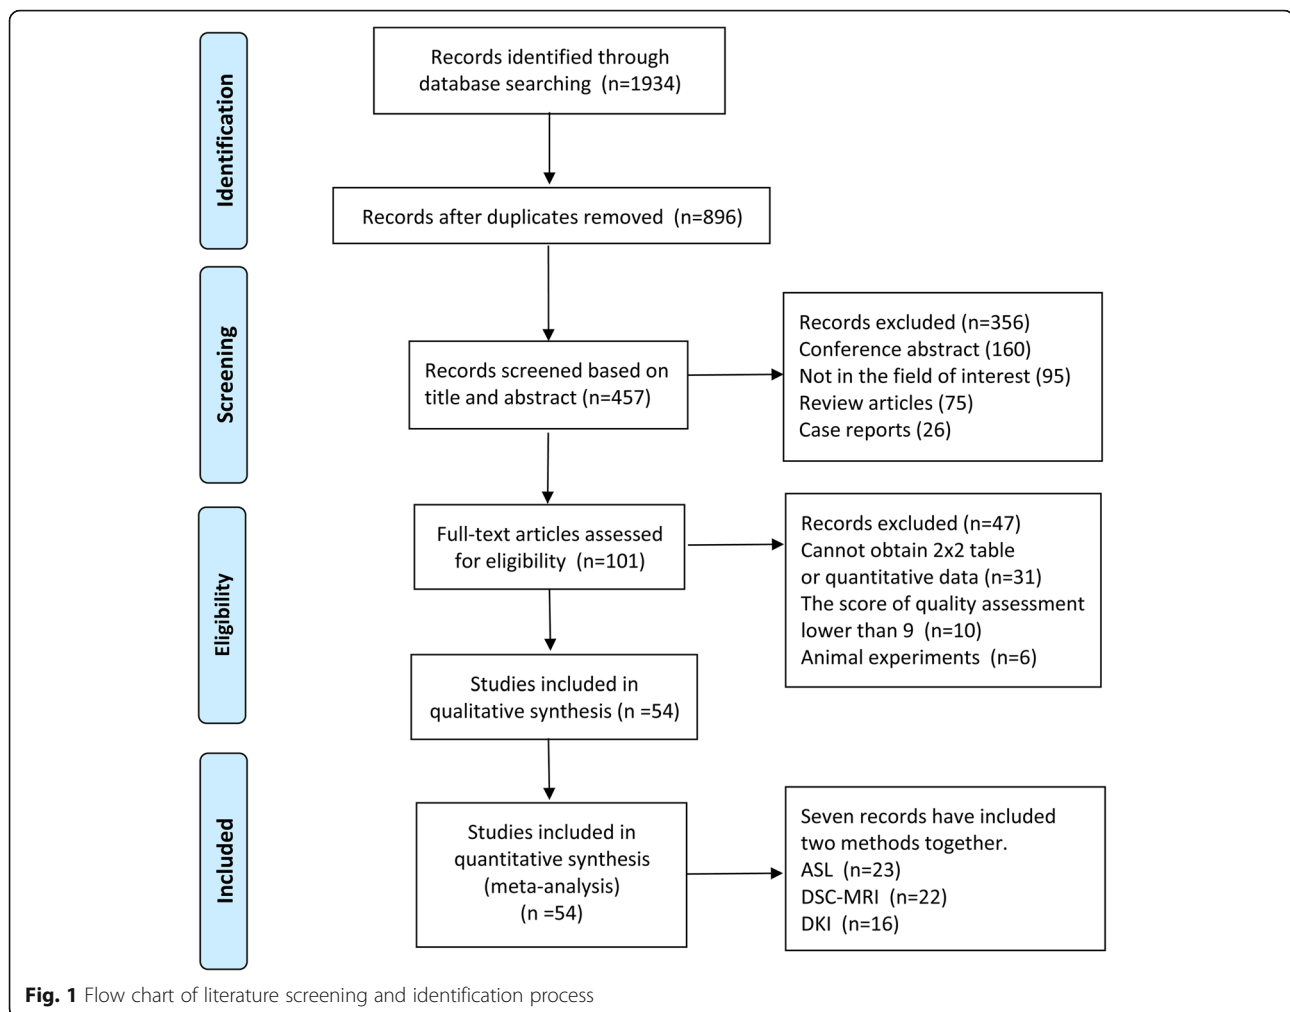 Identification
Records identified through
database searching (n=1934)
Records after duplicates removed (n=896)
Screening
Records screened based on
title and abstract (n=457)
Records excluded (n=356)
Conference abstract (160)
Not in the field of interest (95)
Review articles (75)
Case reports (26)
Eligibility
Full-text articles assessed
for eligibility (n=101)
Records excluded (n=47)
Cannot obtain 2x2 table
or quantitative data (n=31)
The score of quality assessment
lower than 9 (n=10)
Animal experiments (n=6)
Studies included in
qualitative synthesis (n =54)
Included
Studies included in
quantitative synthesis
(meta-analysis)
(n =54)
Seven records have included
two methods together.
ASL (n=23)
DSC-MRI (n=22)
DKI (n=16)
Fig. 1 Flow chart of literature screening and identification process